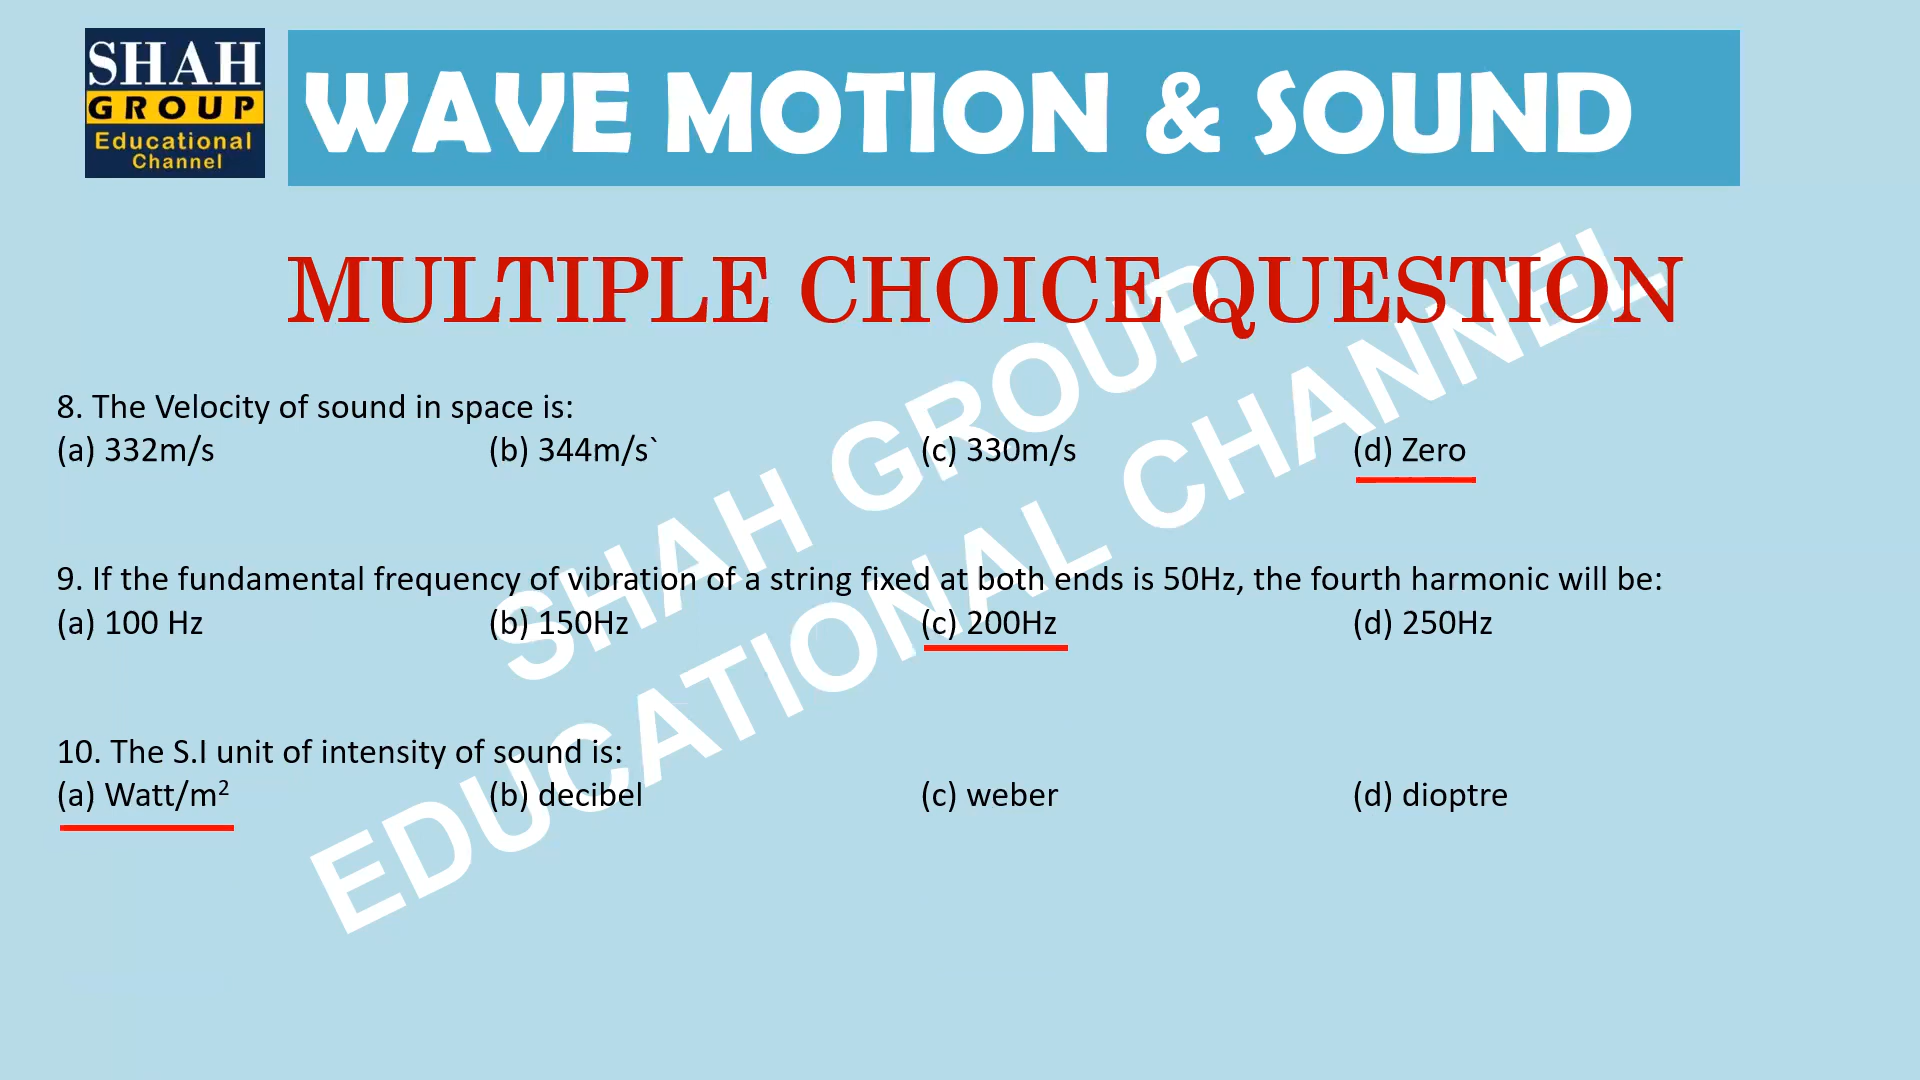 SHAH
GROUP
Educational
Channel
WAVE MOTION & SOUND
MULTIPLE CHOICE QUESTION
SHAH GROUP
EDUCATIONAL CHANNEL
8. The Velocity of sound in space is:
(a) 332m/s (b) 344m/s` (c) 330m/s (d) Zero
9. If the fundamental frequency of vibration of a string fixed at both ends is 50Hz, the fourth harmonic will be:
(a) 100 Hz (b) 150Hz (c) 200Hz (d) 250Hz
10. The S.I unit of intensity of sound is:
(a) Watt/m² (b) decibel (c) weber (d) dioptre